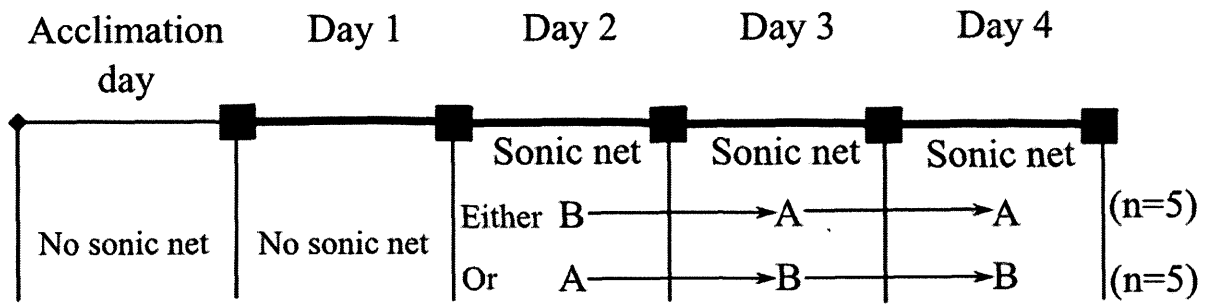 Acclimation day Day 1 Day 2 Day 3 Day 4
Sonic net Sonic net Sonic net
No sonic net No sonic net
Either B A A (n=5)
Or A B B (n=5)